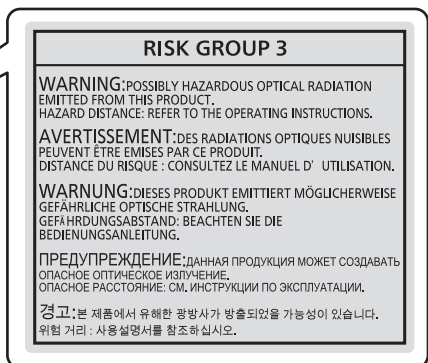 RISK GROUP 3
WARNING:POSSIBLY HAZARDOUS OPTICAL RADIATION
EMITTED FROM THIS PRODUCT.
HAZARD DISTANCE: REFER TO THE OPERATING INSTRUCTIONS.
AVERTISSEMENT:DES RADIATIONS OPTIQUES NUISIBLES
PEUVENT ÊTRE EMISES PAR CE PRODUIT.
DISTANCE DU RISQUE : CONSULTEZ LE MANUEL D' UTILISATION.
WARNUNG:DIESES PRODUKT EMITTIERT MÖGLICHERWEISE
GEFÄHRLICHE OPTISCHE STRAHLUNG.
GEFÄHRDUNGSABSTAND: BEACHTEN SIE DIE
BEDIENUNGSANLEITUNG.
ПРЕДУПРЕЖДЕНИЕ:ДАННАЯ ПРОДУКЦИЯ МОЖЕТ СОЗДАВАТЬ
ОПАСНОЕ ОПТИЧЕСКОЕ ИЗЛУЧЕНИЕ.
ОПАСНОЕ РАССТОЯНИЕ: СМ. ИНСТРУКЦИИ ПО ЭКСПЛУАТАЦИИ.
경고:본 제품에서 유해한 광방사가 방출되었을 가능성이 있습니다.
위험 거리 : 사용설명서를 참조하십시오.